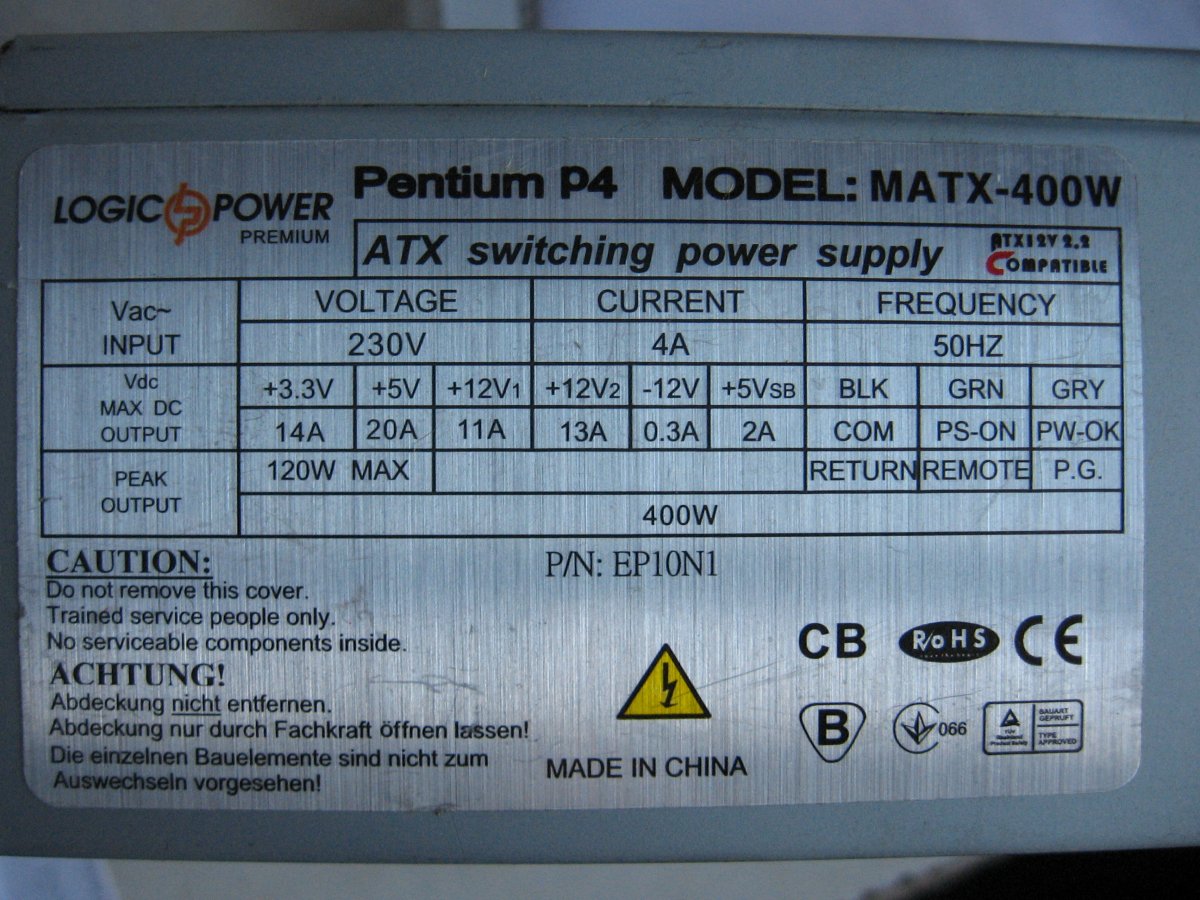 LOGIC POWER
PREMIUM
Pentium P4 MODEL: MATX-400W
ATX switching power supply
ATX12V 2.2
COMPATIBLE
Vac~
INPUT
VOLTAGE CURRENT FREQUENCY
230V 4A 50HZ
Vdc
MAX DC
OUTPUT
+3.3V +5V +12V1 +12V2 -12V +5VSB BLK GRN GRY
14A 20A 11A 13A 0.3A 2A COM PS-ON PW-OK
PEAK
OUTPUT
120W MAX RETURN REMOTE P.G.
400W
CAUTION:
Do not remove this cover.
Trained service people only.
No serviceable components inside.
ACHTUNG!
Abdeckung nicht entfernen.
Abdeckung nur durch Fachkraft öffnen lassen!
Die einzelnen Bauelemente sind nicht zum
Auswechseln vorgesehen!
P/N: EP10N1
MADE IN CHINA
CB RoHS CE
B 066
TÜV
Rheinland
Product Safety
BAUART
GEPRÜFT
TYPE
APPROVED